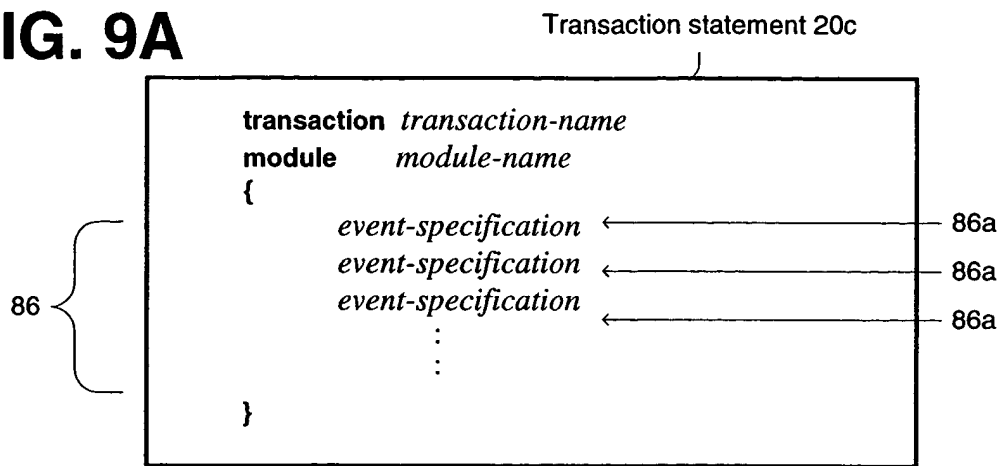 IG. 9A
Transaction statement 20c
transaction transaction-name
module module-name
{
event-specification 86a
event-specification 86a
event-specification 86a
86
:
:
}